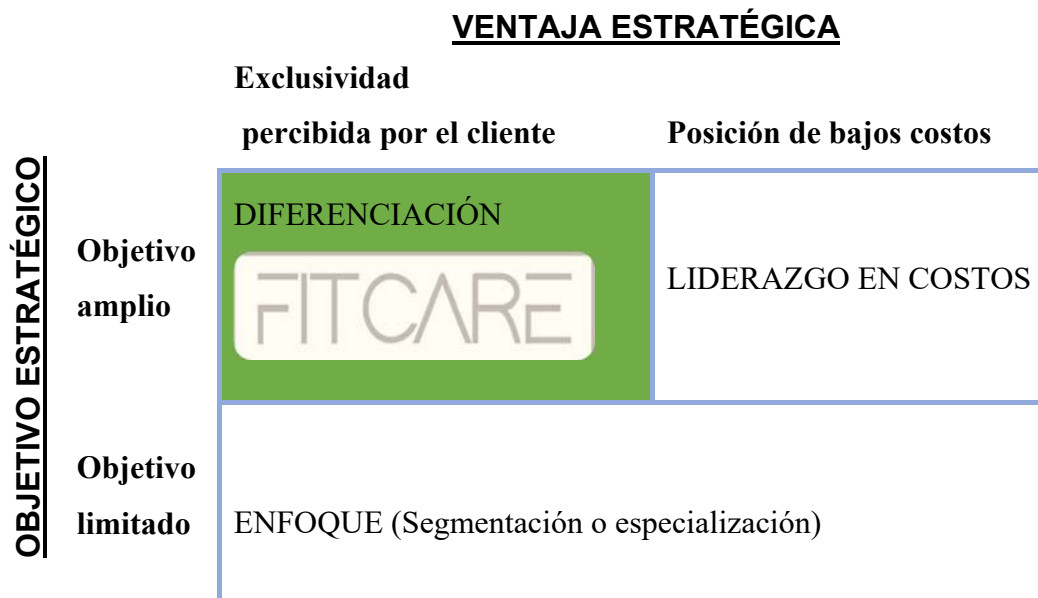 VENTAJA ESTRATÉGICA
Exclusividad
percibida por el cliente
Posición de bajos costos
OBJETIVO ESTRATÉGICO
Objetivo
amplio
DIFERENCIACIÓN
FITCARE
LIDERAZGO EN COSTOS
Objetivo
limitado
ENFOQUE (Segmentación o especialización)